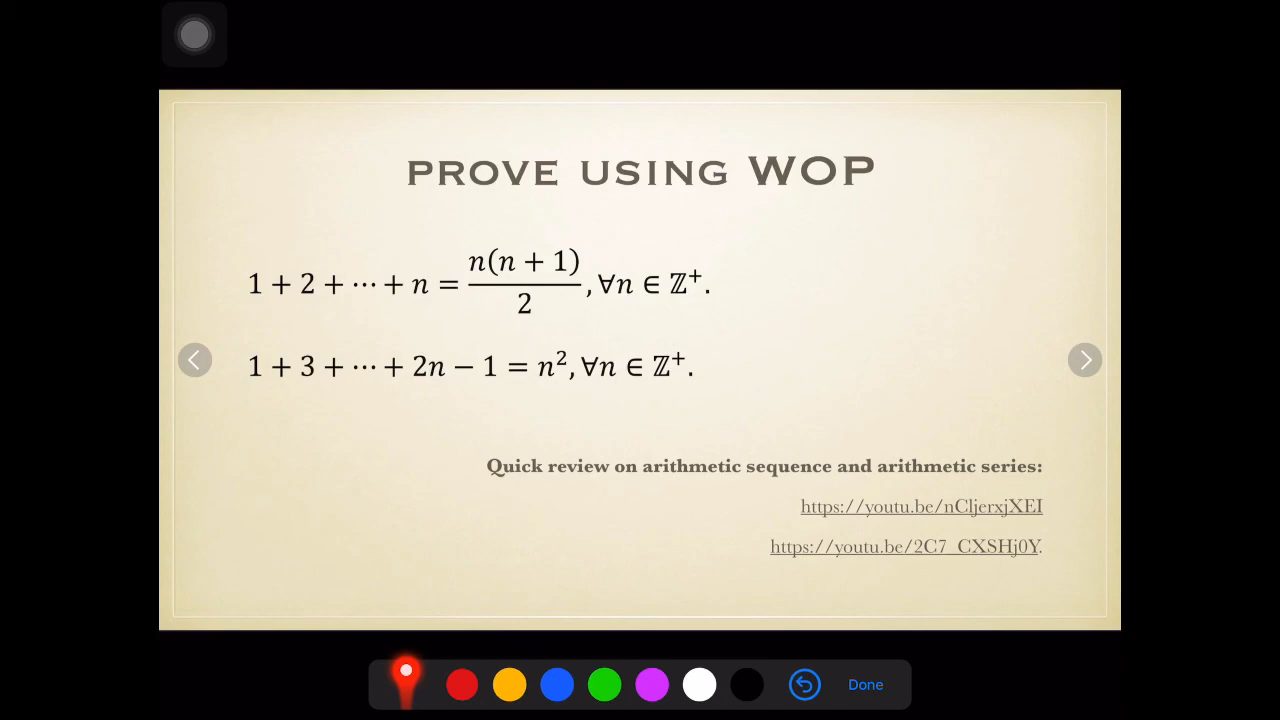 PROVE USING WOP
1 + 2 + ⋯ + n = n(n + 1)/2, ∀n ∈ ℤ⁺.
1 + 3 + ⋯ + 2n − 1 = n², ∀n ∈ ℤ⁺.
Quick review on arithmetic sequence and arithmetic series:
https://youtu.be/nCljerxjXEI
https://youtu.be/2C7_CXSHj0Y.
Done